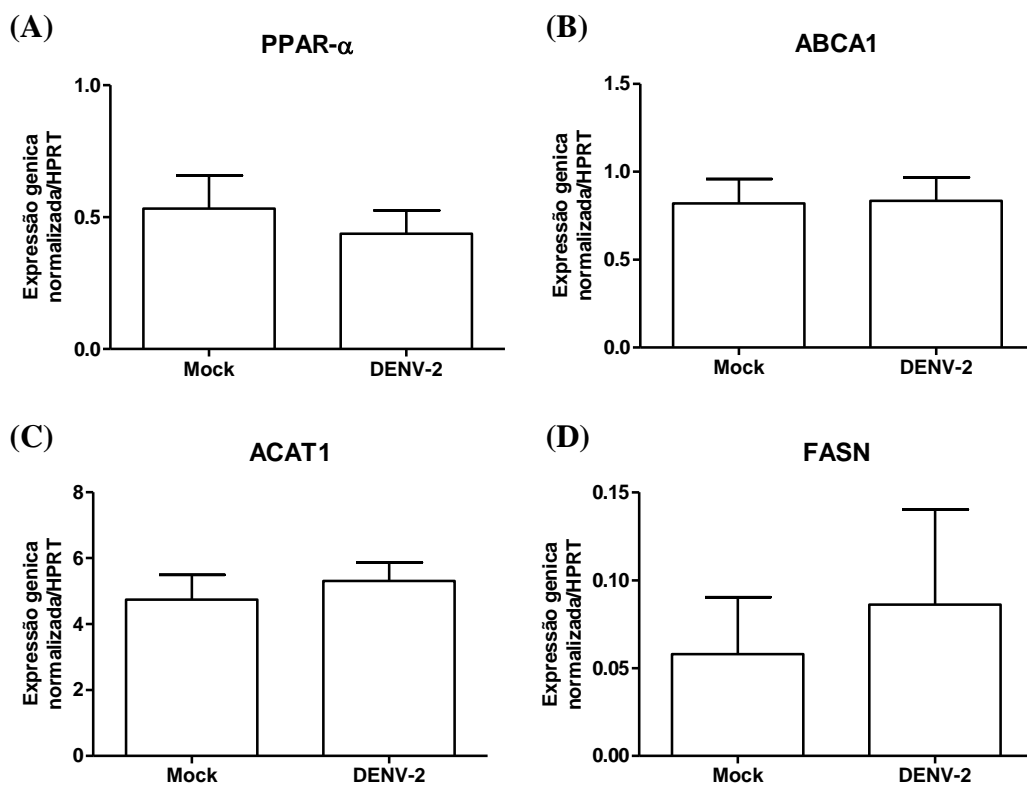 (A)
PPAR-α
Expressão genica
normalizada/HPRT
1.0
0.5
0.0
Mock DENV-2
(B)
ABCA1
Expressão genica
normalizada/HPRT
1.5
1.0
0.5
0.0
Mock DENV-2
(C)
ACAT1
Expressão genica
normalizada/HPRT
8
6
4
2
0
Mock DENV-2
(D)
FASN
Expressão genica
normalizada/HPRT
0.15
0.10
0.05
0.00
Mock DENV-2